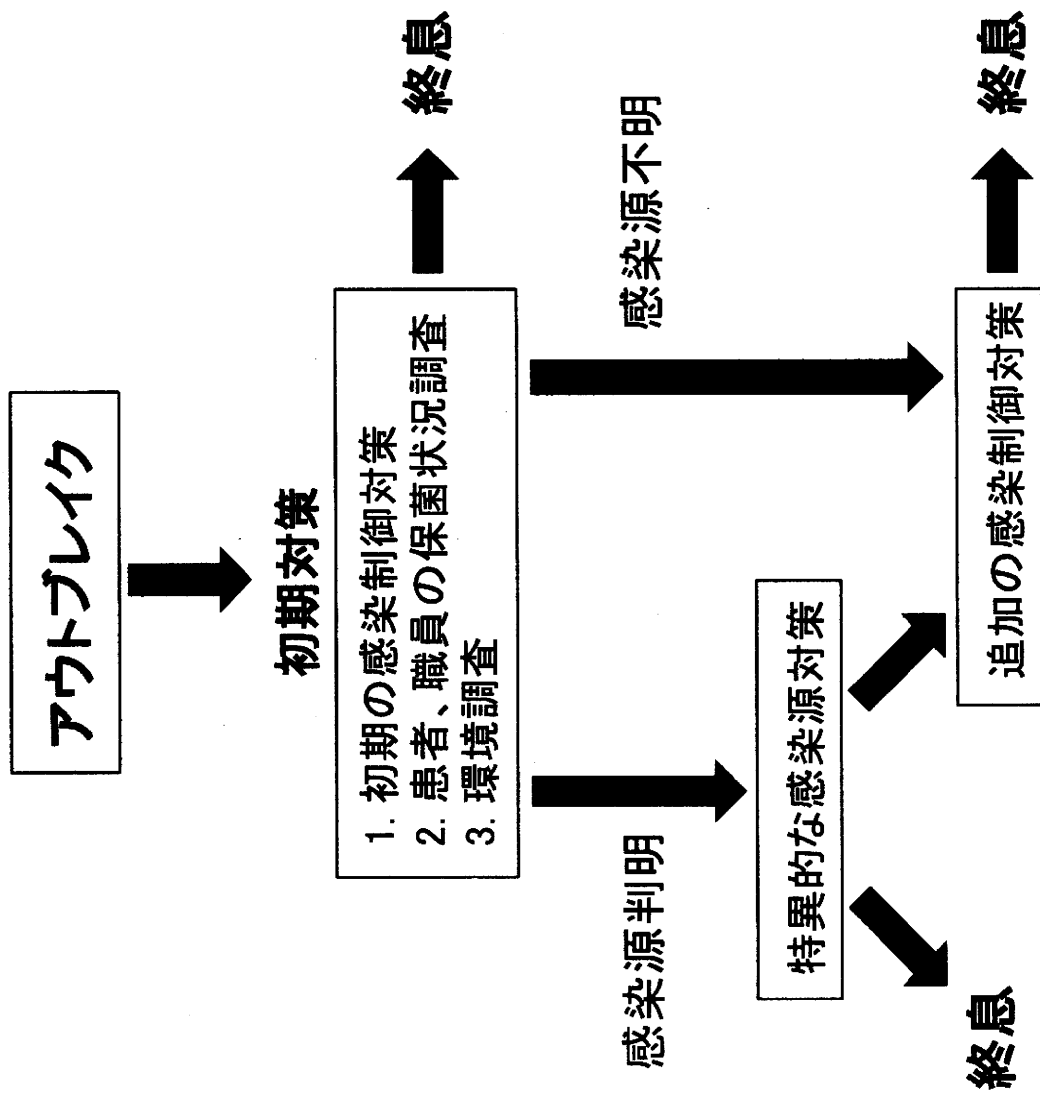 アウトブレイク
初期対策
1. 初期の感染制御対策
2. 患者、職員の保菌状況調査
3. 環境調査
終息
感染源判明
感染源不明
特異的な感染源対策
終息
追加の感染制御対策
終息